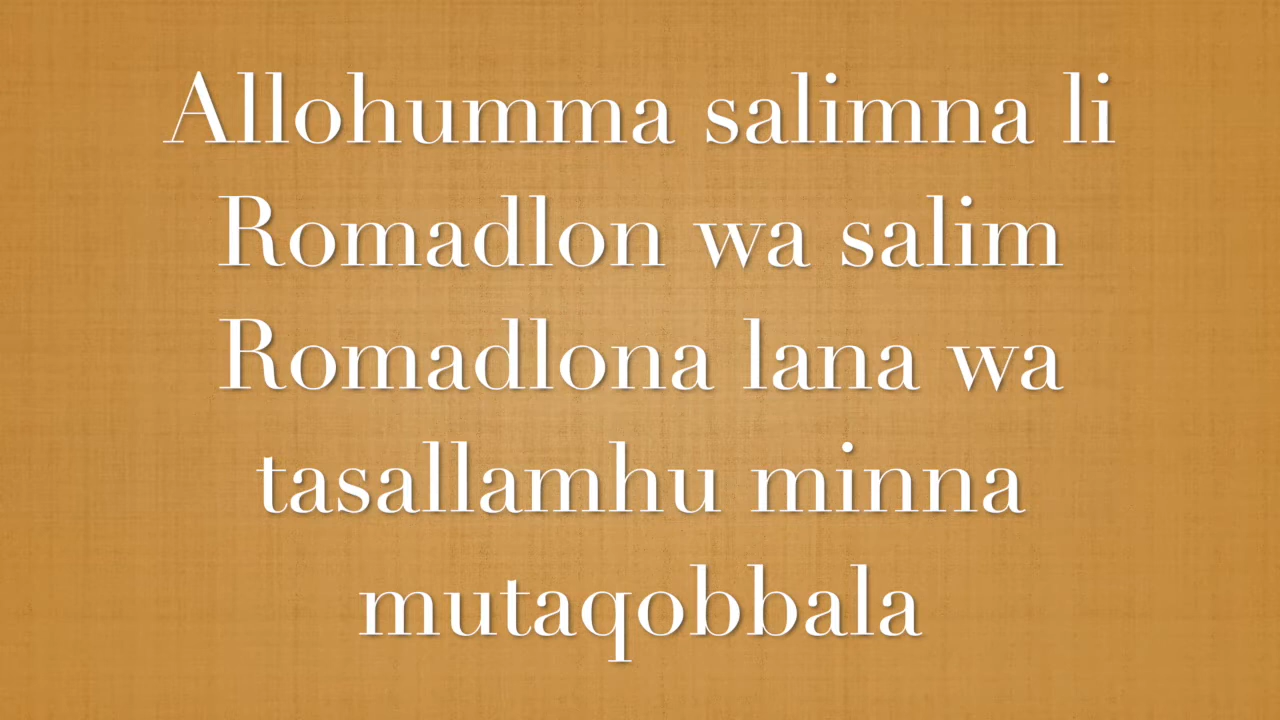 Allohumma salimna li
Romadlon wa salim
Romadlona lana wa
tasallamhu minna
mutaqobbala